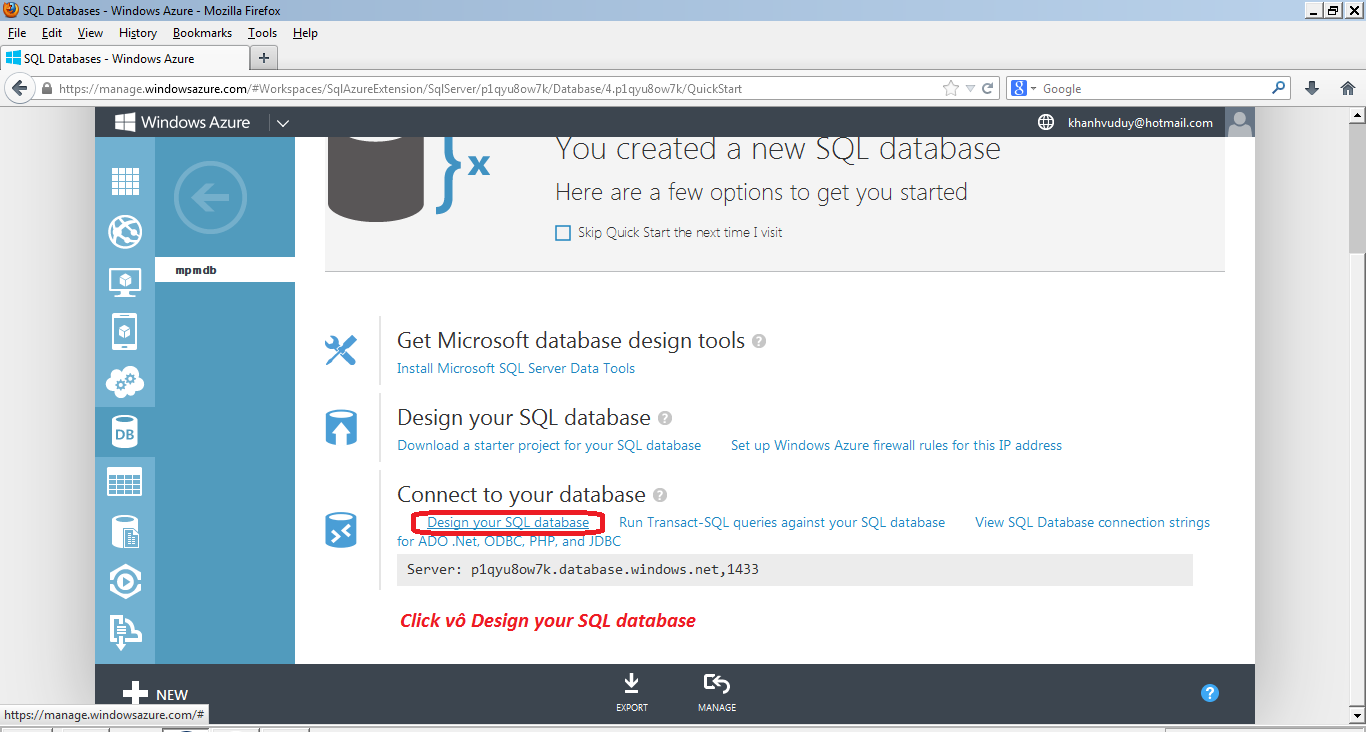 SQL Databases - Windows Azure - Mozilla Firefox
File Edit View History Bookmarks Tools Help
SQL Databases - Windows Azure
https://manage.windowsazure.com/#Workspaces/SqlAzureExtension/SqlServer/p1qyu8ow7k/Database/4.p1qyu8ow7k/QuickStart
Google
Windows Azure
khanhvuduy@hotmail.com
x
You created a new SQL database
Here are a few options to get you started
Skip Quick Start the next time I visit
mpmdb
Get Microsoft database design tools ?
Install Microsoft SQL Server Data Tools
Design your SQL database ?
Download a starter project for your SQL database Set up Windows Azure firewall rules for this IP address
DB
Connect to your database ?
Design your SQL database Run Transact-SQL queries against your SQL database View SQL Database connection strings
for ADO .Net, ODBC, PHP, and JDBC
Server: p1qyu8ow7k.database.windows.net,1433
Click vô Design your SQL database
NEW
EXPORT
MANAGE
?
https://manage.windowsazure.com/#